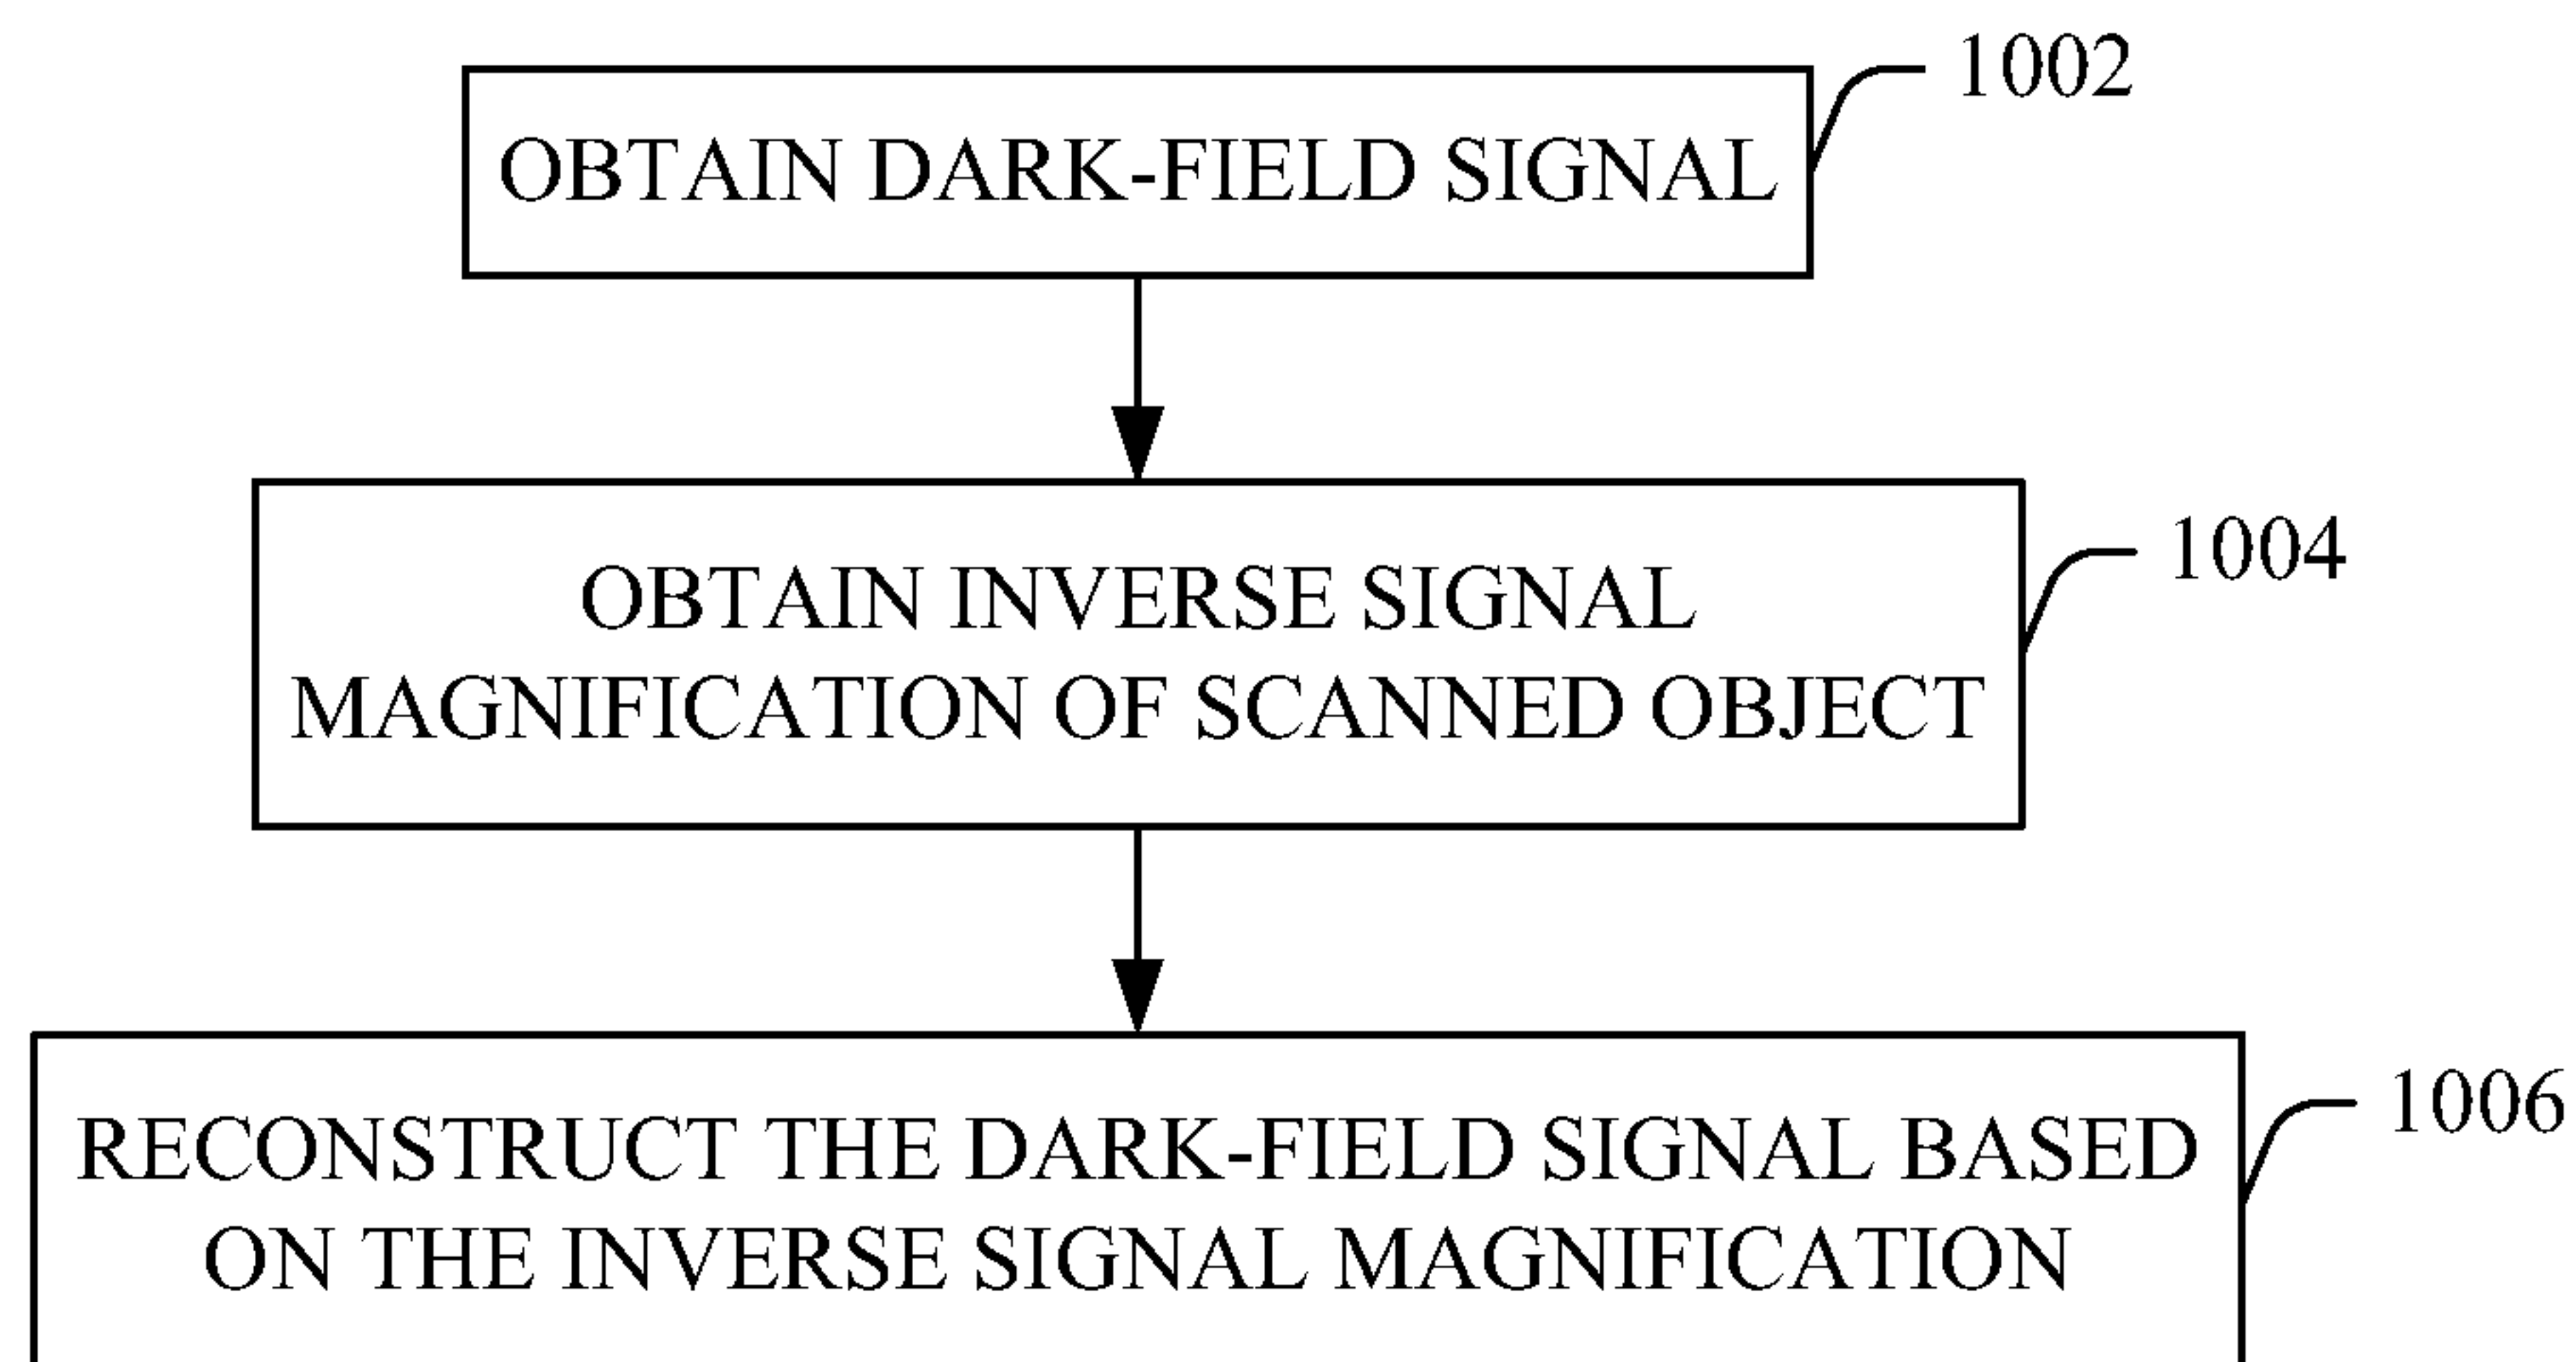 1002
OBTAIN DARK-FIELD SIGNAL
1004
OBTAIN INVERSE SIGNAL
MAGNIFICATION OF SCANNED OBJECT
1006
RECONSTRUCT THE DARK-FIELD SIGNAL BASED
ON THE INVERSE SIGNAL MAGNIFICATION